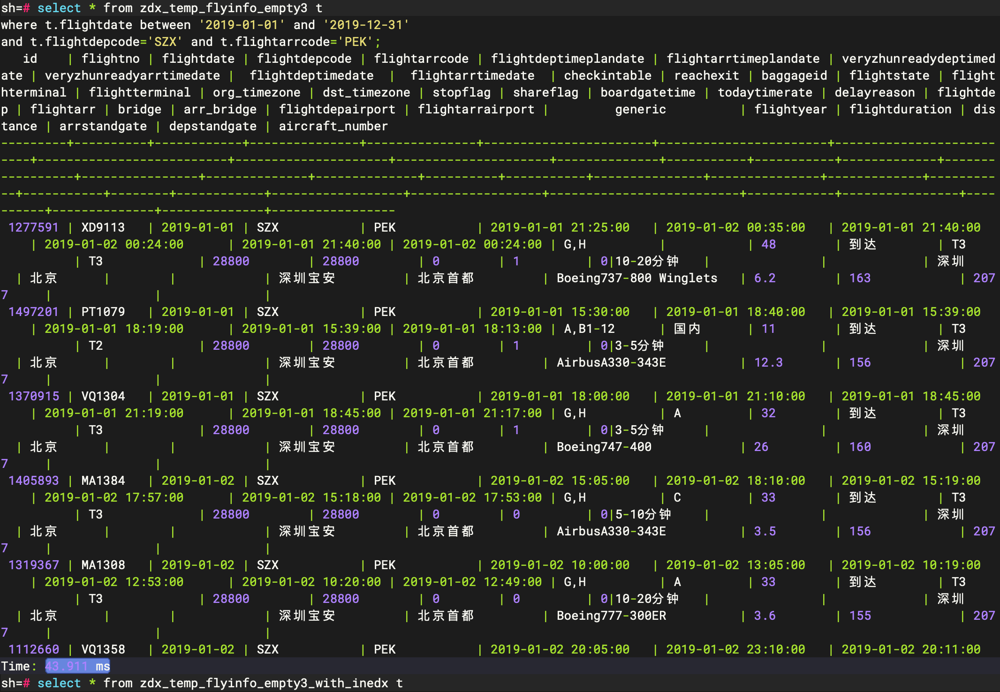 sh=# select * from zdx_temp_flyinfo_empty3 t
where t.flightdate between '2019-01-01' and '2019-12-31'
and t.flightdepcode='SZX' and t.flightarrcode='PEK';
   id    | flightno | flightdate | flightdepcode | flightarrcode | flightdeptimeplandate | flightarrtimeplandate | veryzhunreadydeptimed
ate | veryzhunreadyarrtimedate |  flightdeptimedate  |  flightarrtimedate  | checkintable | reachexit | baggageid | flightstate | flight
hterminal | flightterminal | org_timezone | dst_timezone | stopflag | shareflag | boardgatetime | todaytimerate | delayreason | flightde
p | flightarr | bridge | arr_bridge | flightdepairport | flightarrairport |         generic          | flightyear | flightduration | dis
tance | arrstandgate | depstandgate | aircraft_number
---------+----------+------------+---------------+---------------+-----------------------+-----------------------+----------------------
----+--------------------------+---------------------+---------------------+--------------+-----------+-----------+-------------+-------
----------+----------------+--------------+--------------+----------+-----------+---------------+---------------+-------------+---------
--+-----------+--------+------------+------------------+------------------+--------------------------+------------+----------------+----
------+--------------+--------------+-----------------
 1277591 | XD9113   | 2019-01-01 | SZX           | PEK           | 2019-01-01 21:25:00   | 2019-01-02 00:35:00   | 2019-01-01 21:40:00
    | 2019-01-02 00:24:00      | 2019-01-01 21:40:00 | 2019-01-02 00:24:00 | G,H          |           | 48        | 到达        | T3
          | T3             | 28800        | 28800        | 0        | 1         | 0|10-20分钟   |               |             | 深圳
  | 北京      |        |            | 深圳宝安         | 北京首都         | Boeing737-800 Winglets   | 6.2        | 163            | 207
7     |              |              |
 1497201 | PT1079   | 2019-01-01 | SZX           | PEK           | 2019-01-01 15:30:00   | 2019-01-01 18:40:00   | 2019-01-01 15:39:00
    | 2019-01-01 18:19:00      | 2019-01-01 15:39:00 | 2019-01-01 18:13:00 | A,B1-12      | 国内      | 11        | 到达        | T3
          | T2             | 28800        | 28800        | 0        | 1         | 0|3-5分钟     |               |             | 深圳
  | 北京      |        |            | 深圳宝安         | 北京首都         | AirbusA330-343E          | 12.3       | 156            | 207
7     |              |              |
 1370915 | VQ1304   | 2019-01-01 | SZX           | PEK           | 2019-01-01 18:00:00   | 2019-01-01 21:10:00   | 2019-01-01 18:45:00
    | 2019-01-01 21:19:00      | 2019-01-01 18:45:00 | 2019-01-01 21:17:00 | G,H          | A         | 32        | 到达        | T3
          | T3             | 28800        | 28800        | 0        | 1         | 0|3-5分钟     |               |             | 深圳
  | 北京      |        |            | 深圳宝安         | 北京首都         | Boeing747-400            | 26         | 160            | 207
7     |              |              |
 1405893 | MA1384   | 2019-01-02 | SZX           | PEK           | 2019-01-02 15:05:00   | 2019-01-02 18:10:00   | 2019-01-02 15:19:00
    | 2019-01-02 17:57:00      | 2019-01-02 15:18:00 | 2019-01-02 17:53:00 | G,H          | C         | 33        | 到达        | T3
          | T3             | 28800        | 28800        | 0        | 0         | 0|5-10分钟    |               |             | 深圳
  | 北京      |        |            | 深圳宝安         | 北京首都         | AirbusA330-343E          | 3.5        | 156            | 207
7     |              |              |
 1319367 | MA1308   | 2019-01-02 | SZX           | PEK           | 2019-01-02 10:00:00   | 2019-01-02 13:05:00   | 2019-01-02 10:19:00
    | 2019-01-02 12:53:00      | 2019-01-02 10:20:00 | 2019-01-02 12:49:00 | G,H          | A         | 33        | 到达        | T3
          | T3             | 28800        | 28800        | 0        | 0         | 0|10-20分钟   |               |             | 深圳
  | 北京      |        |            | 深圳宝安         | 北京首都         | Boeing777-300ER          | 3.6        | 155            | 207
7     |              |              |
 1112660 | VQ1358   | 2019-01-02 | SZX           | PEK           | 2019-01-02 20:05:00   | 2019-01-02 23:10:00   | 2019-01-02 20:11:00
Time: 43.911 ms
sh=# select * from zdx_temp_flyinfo_empty3_with_inedx t